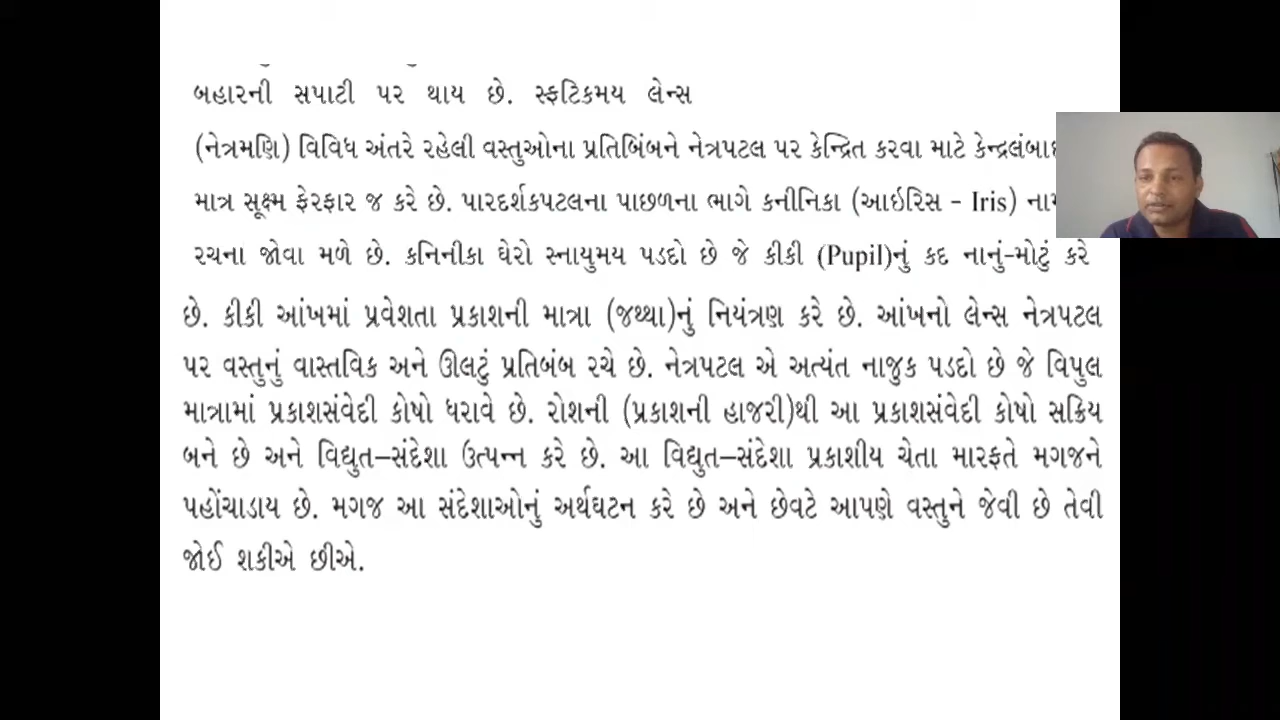 બહારની સપાટી પર થાય છે. સ્ફટિકમય લેન્સ
(નેત્રમણિ) વિવિધ અંતરે રહેલી વસ્તુઓના પ્રતિબિંબને નેત્રપટલ પર કેન્દ્રિત કરવા માટે
માત્ર સૂક્ષ્મ ફેરફાર જ કરે છે. પારદર્શકપટલના પાછળના ભાગે કનીનિકા (આઇરિસ - Iris)
રચના જોવા મળે છે. કનિનીકા ઘેરો સ્નાયુમય પડદો છે જે કીકી (Pupil)નું કદ નાનું-મોટું કરે
છે. કીકી આંખમાં પ્રવેશતા પ્રકાશની માત્રા (જથ્થા)નું નિયંત્રણ કરે છે. આંખનો લેન્સ નેત્રપટલ
પર વસ્તુનું વાસ્તવિક અને ઊલટું પ્રતિબંબ રચે છે. નેત્રપટલ એ અત્યંત નાજુક પડદો છે જે વિપુલ
માત્રામાં પ્રકાશસંવેદી કોષો ધરાવે છે. રોશની (પ્રકાશની હાજરી)થી આ પ્રકાશસંવેદી કોષો સક્રિય
બને છે અને વિદ્યુત–સંદેશા ઉત્પન્ન કરે છે. આ વિદ્યુત–સંદેશા પ્રકાશીય ચેતા મારફતે મગજને
પહોંચાડાય છે. મગજ આ સંદેશાઓનું અર્થઘટન કરે છે અને છેવટે આપણે વસ્તુને જેવી છે તેવી
જોઈ શકીએ છીએ.